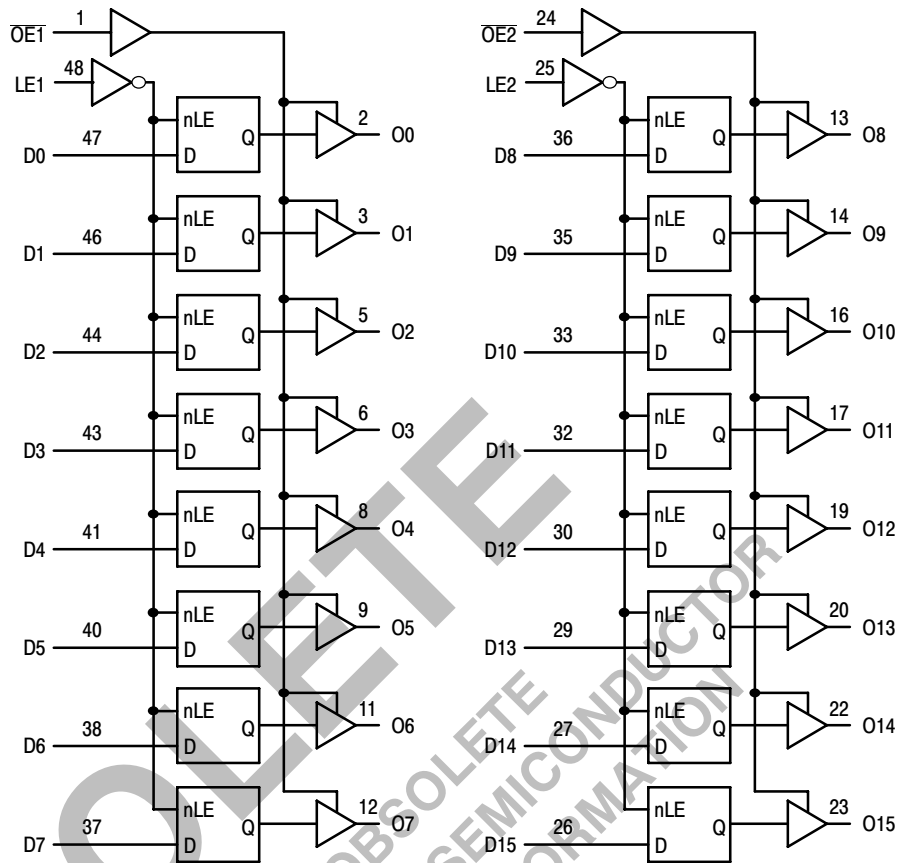 OE1 1
LE1 48
nLE
D0 47 D Q 2 O0
nLE
D1 46 D Q 3 O1
nLE
D2 44 D Q 5 O2
nLE
D3 43 D Q 6 O3
nLE
D4 41 D Q 8 O4
nLE
D5 40 D Q 9 O5
nLE
D6 38 D Q 11 O6
nLE
D7 37 D Q 12 O7
OE2 24
LE2 25
nLE
D8 36 D Q 13 O8
nLE
D9 35 D Q 14 O9
nLE
D10 33 D Q 16 O10
nLE
D11 32 D Q 17 O11
nLE
D12 30 D Q 19 O12
nLE
D13 29 D Q 20 O13
nLE
D14 27 D Q 22 O14
nLE
D15 26 D Q 23 O15
OLETE
OBSOLETE
SEMICONDUCTOR
ORMATION